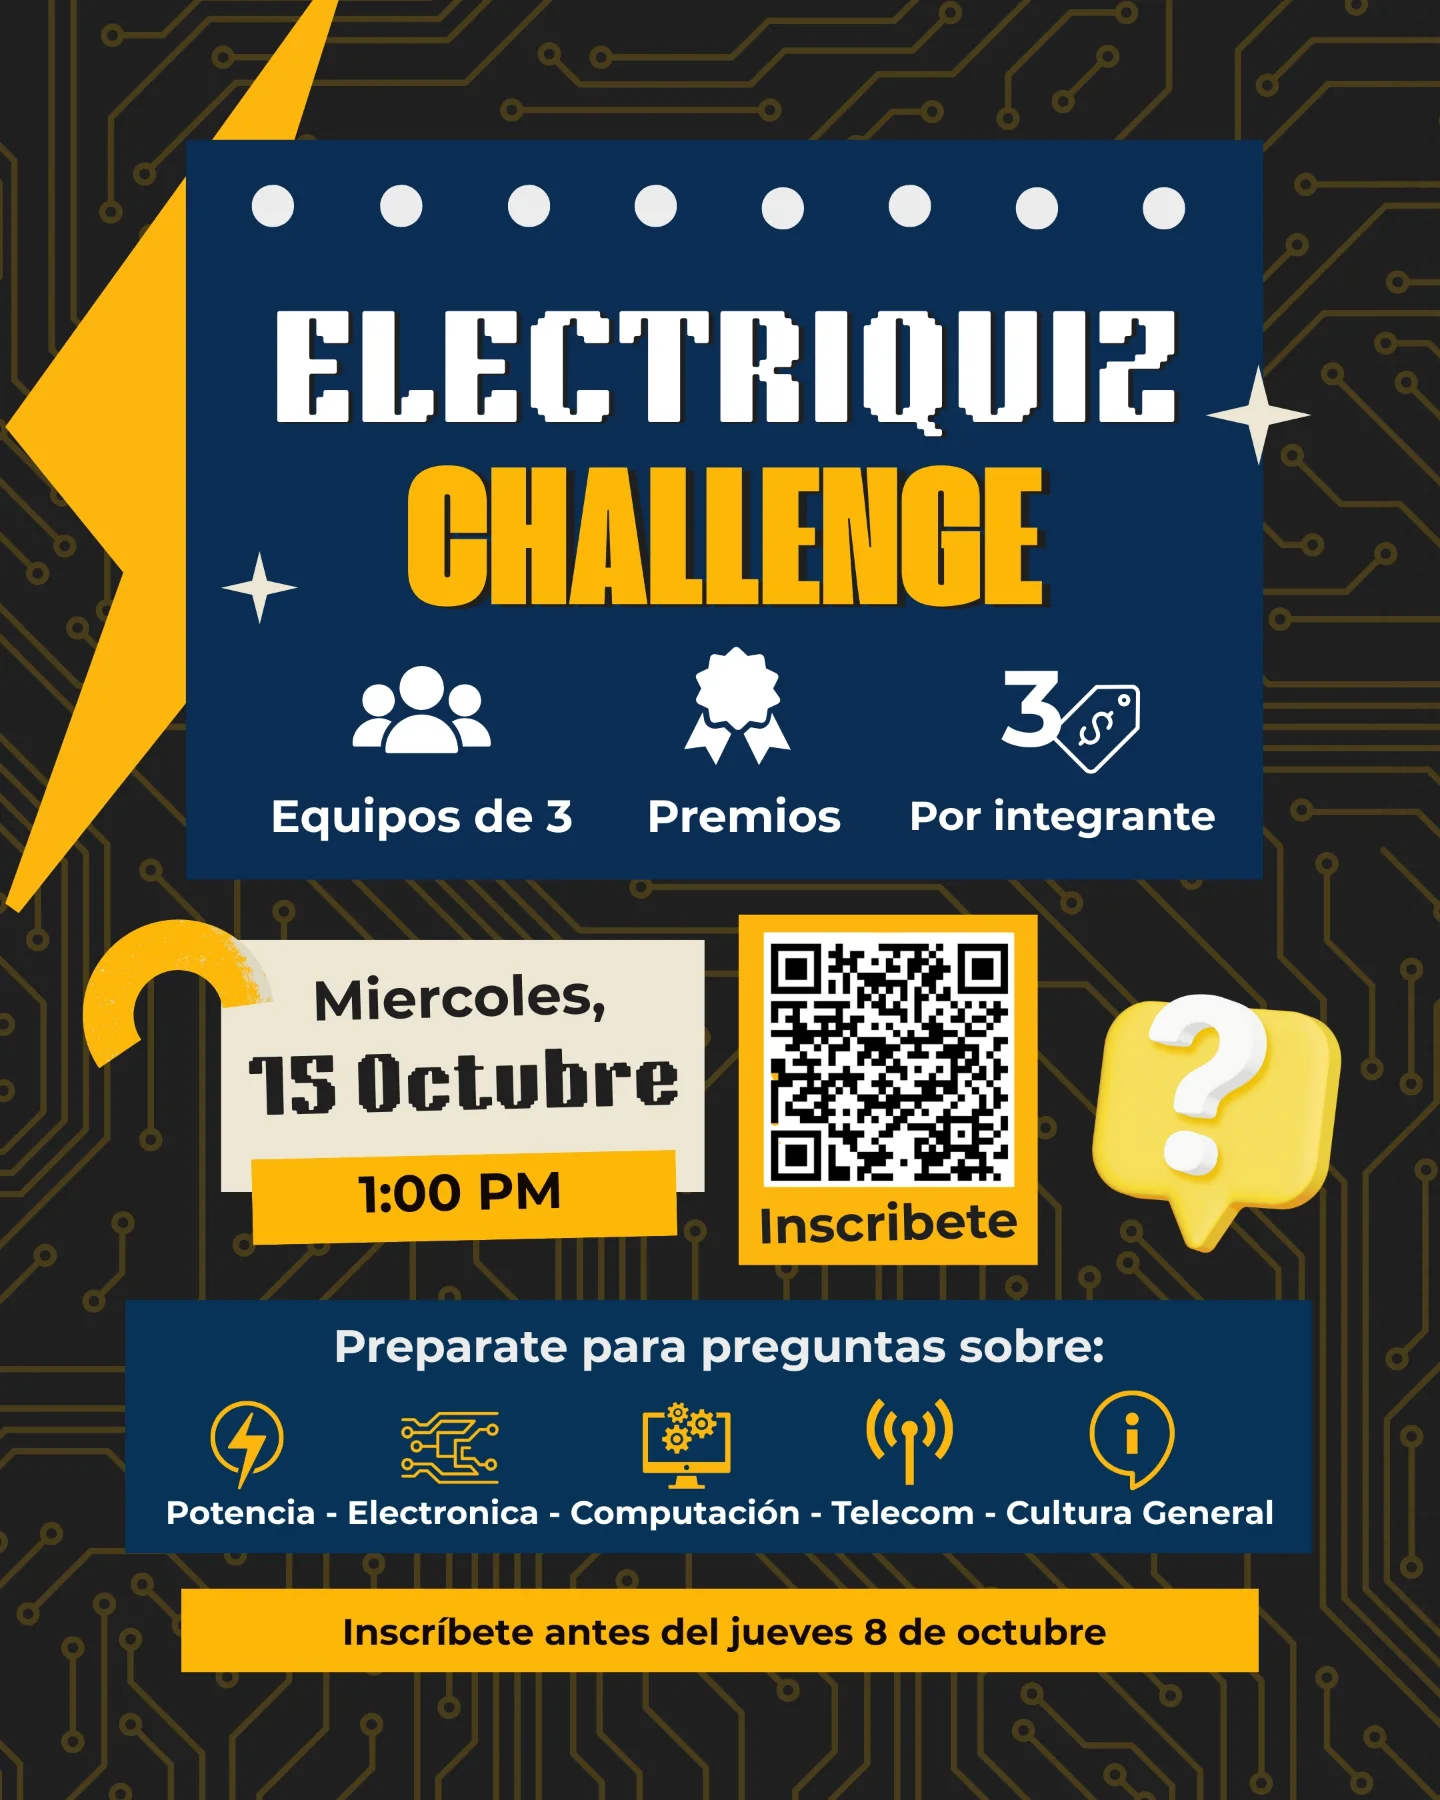 ELECTRIQUIZ
CHALLENGE
3 $
Equipos de 3
Premios
Por integrante
Miercoles,
15 Octubre
1:00 PM
Inscribete
?
Preparate para preguntas sobre:
Potencia - Electronica - Computación - Telecom - Cultura General
Inscríbete antes del jueves 8 de octubre